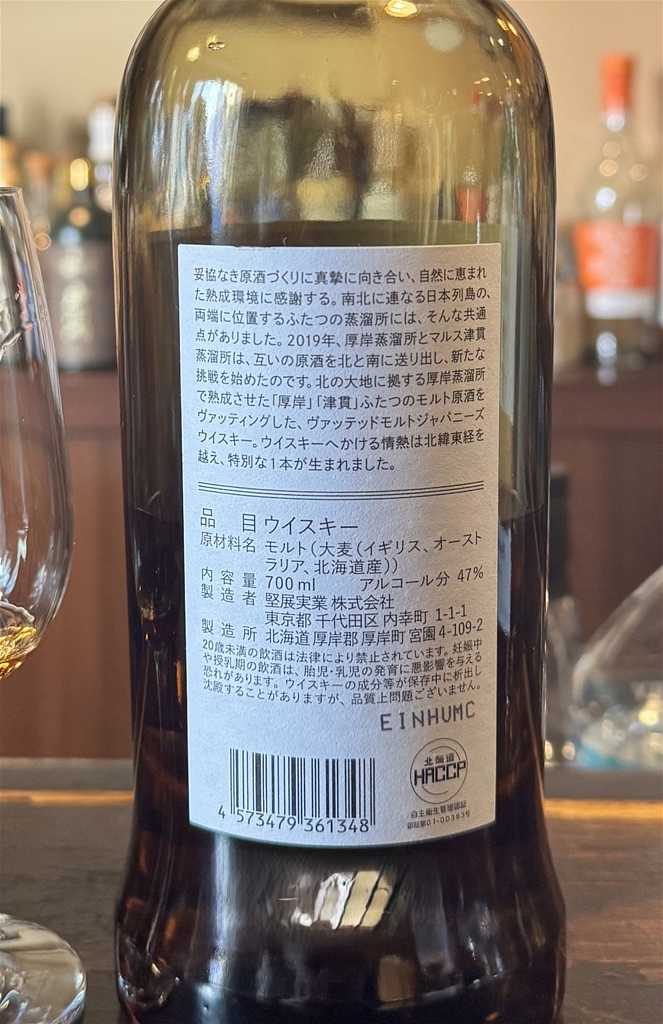 妥協なき原酒づくりに真摯に向き合い、自然に恵まれ
た熟成環境に感謝する。南北に連なる日本列島の、
両端に位置するふたつの蒸溜所には、そんな共通
点がありました。2019年、厚岸蒸溜所とマルス津貫
蒸溜所は、互いの原酒を北と南に送り出し、新たな
挑戦を始めたのです。北の大地に拠する厚岸蒸溜所
で熟成させた「厚岸」「津貫」ふたつのモルト原酒を
ヴァッティングした、ヴァッテッドモルトジャパニーズ
ウイスキー。ウイスキーへかける情熱は北緯東経を
越え、特別な1本が生まれました。
品目 ウイスキー
原材料名 モルト(大麦(イギリス、オースト
ラリア、北海道産))
内容量 700ml アルコール分 47%
製造者 堅展実業 株式会社
東京都 千代田区 内幸町 1-1-1
製造所 北海道 厚岸郡 厚岸町 宮園 4-109-2
20歳未満の飲酒は法律により禁止されています。妊娠中
や授乳期の飲酒は、胎児・乳児の発育に悪影響を与える
恐れがあります。ウイスキーの成分等が保存中に析出し
沈殿することがありますが、品質上問題ございません。
EINHUMC
北海道
HACCP
4 573479 361348